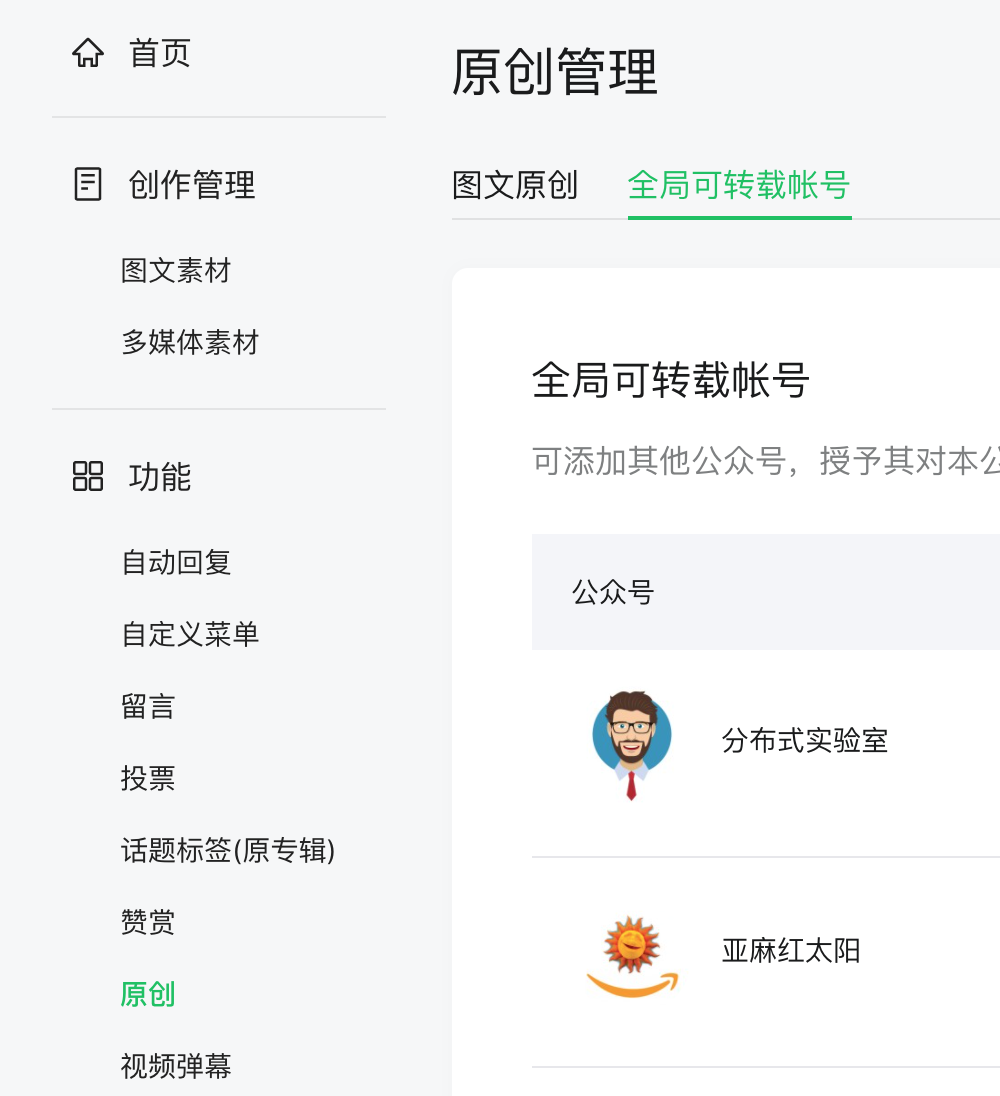 首页
创作管理
图文素材
多媒体素材
功能
自动回复
自定义菜单
留言
投票
话题标签(原专辑)
赞赏
原创
视频弹幕
原创管理
图文原创
全局可转载帐号
全局可转载帐号
可添加其他公众号，授予其对本公
公众号
分布式实验室
亚麻红太阳